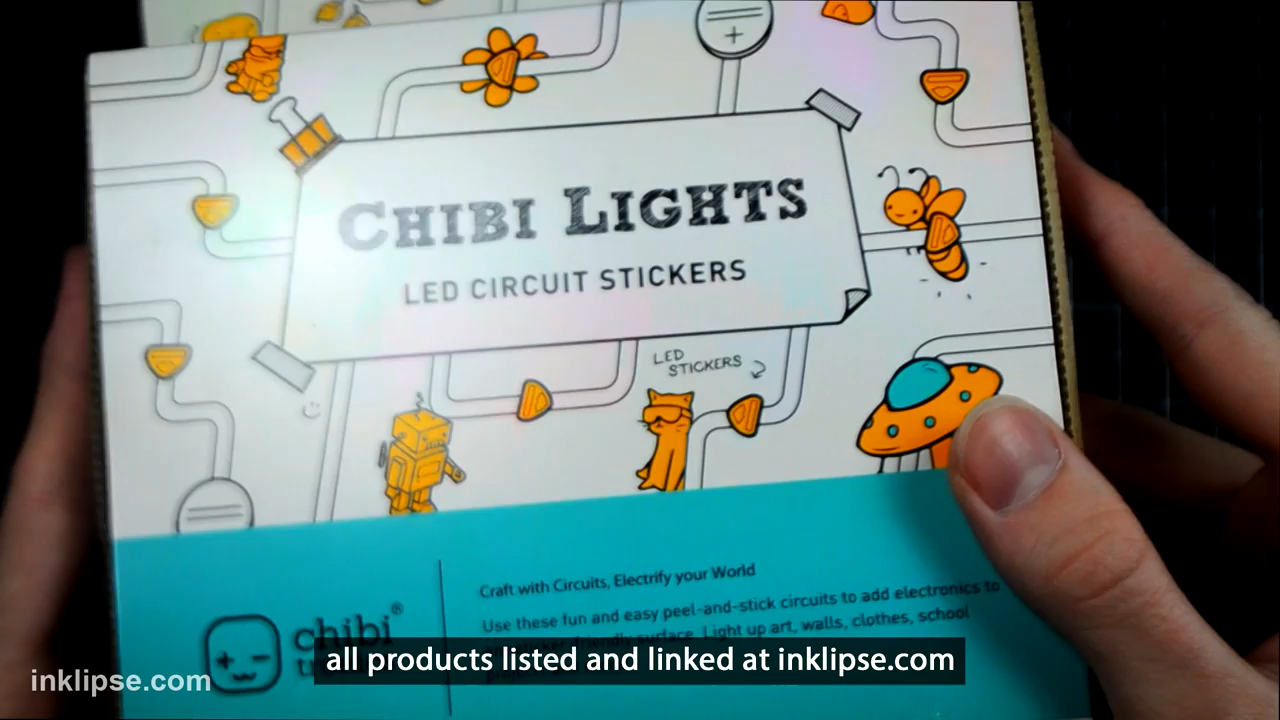 CHIBI LIGHTS
LED CIRCUIT STICKERS
LED
STICKERS
Craft with Circuits, Electrify your World
Use these fun and easy peel-and-stick circuits to add electronics to
surface. Light up art, walls, clothes, school
chibi®
all products listed and linked at inklipse.com
inklipse.com